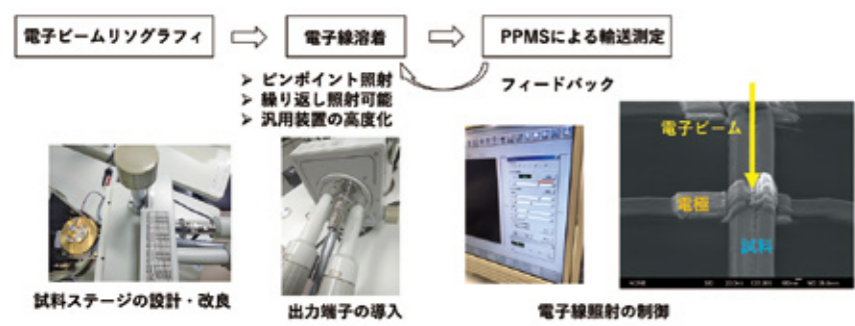 電子ビームリソグラフィ
電子線溶着
PPMSによる輸送測定
➤ ピンポイント照射
➤ 繰り返し照射可能
➤ 汎用装置の高度化
フィードバック
電子ビーム
電極
試料
試料ステージの設計・改良
出力端子の導入
電子線照射の制御